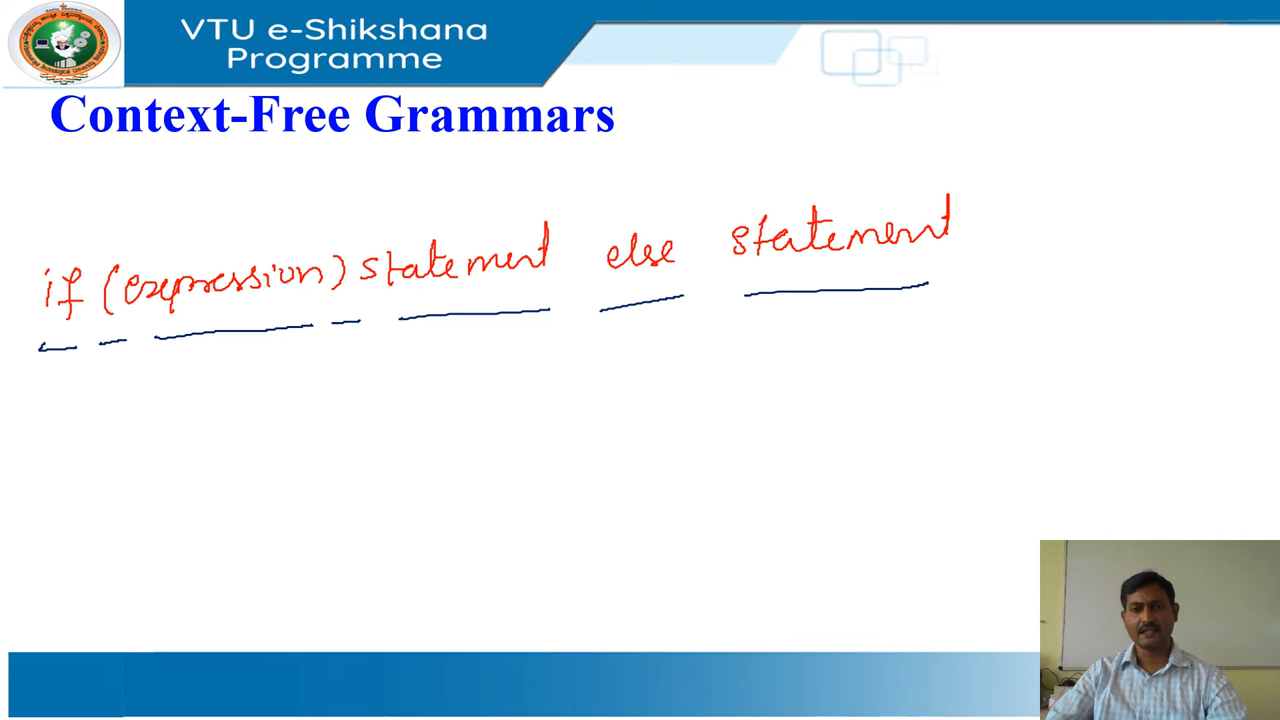 VTU e-Shikshana
Programme
Context-Free Grammars
if (expression) statement else statement